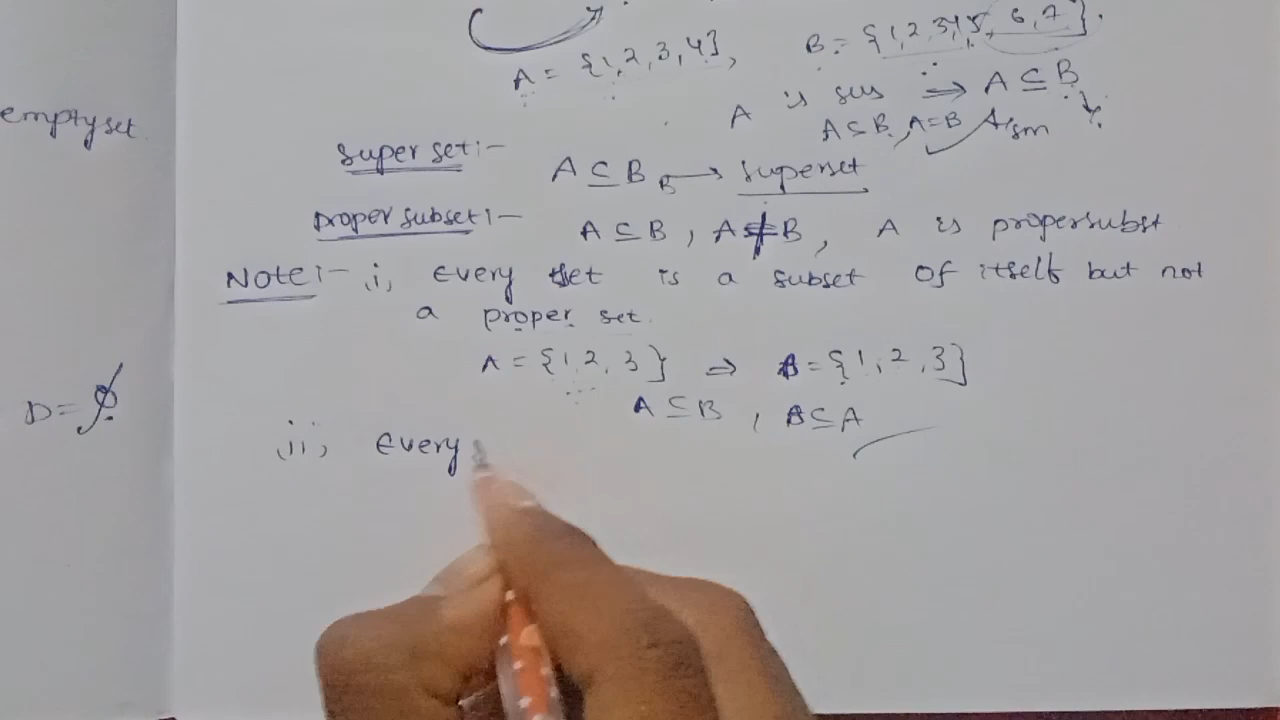 A = {1, 2, 3, 4}, B = {1, 2, 3, 4, 5, 6, 7}.
emptyset
A is sus ⇒ A ⊆ B
A ⊆ B, A = B
Super set :- A ⊆ B B → superset
Proper subset :- A ⊆ B, A ≠ B, A is propersubst
Note :- i, Every set is a subset of itself but not
a proper set.
A = {1, 2, 3} ⇒ B = {1, 2, 3}
D = ϕ
A ⊆ B, B ⊆ A
ii, Every